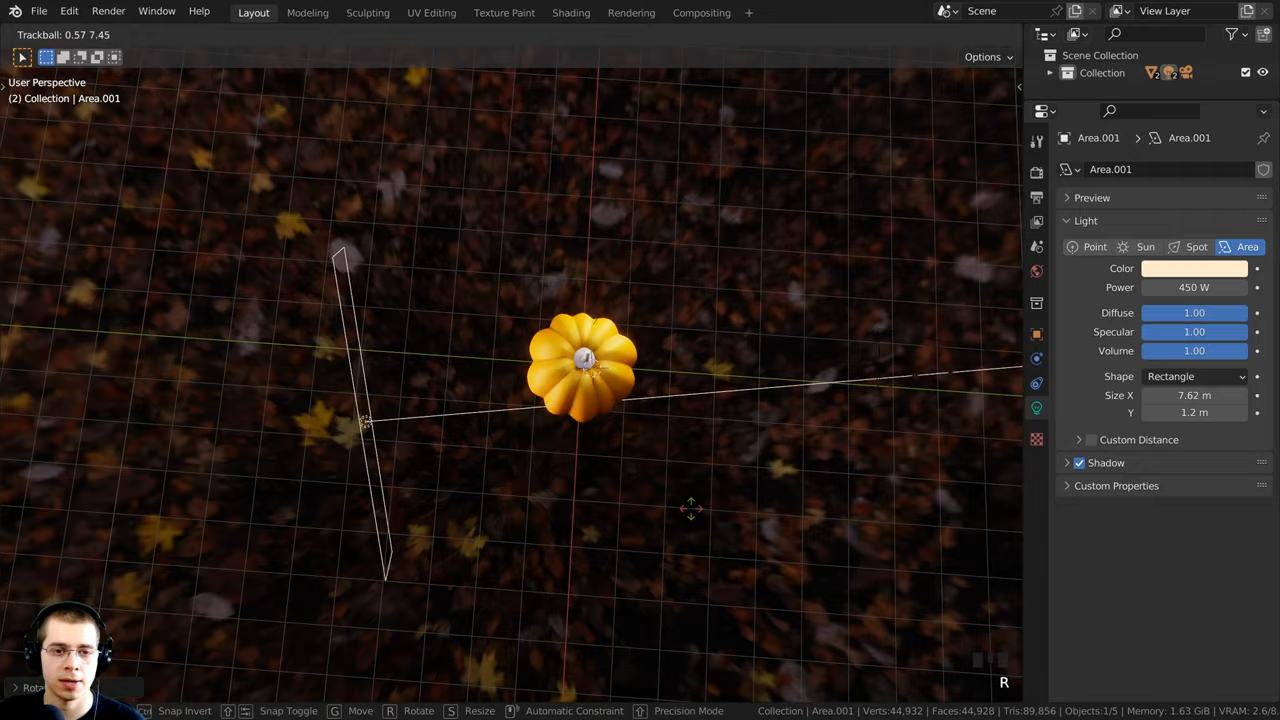 File Edit Render Window Help Layout Modeling Sculpting UV Editing Texture Paint Shading Rendering Compositing + Scene View Layer
Trackball: 0.57 7.45
Options
User Perspective
(2) Collection | Area.001
Scene Collection
Collection
Area.001 > Area.001
Area.001
Preview
Light
Point Sun Spot Area
Color
Power 450 W
Diffuse 1.00
Specular 1.00
Volume 1.00
Shape Rectangle
Size X 7.62 m
Y 1.2 m
Custom Distance
Shadow
Custom Properties
R
Ctrl Snap Invert Snap Toggle G Move R Rotate S Resize Automatic Constraint Precision Mode Collection | Area.001 | Verts:44,932 | Faces:44,928 | Tris:89,856 | Objects:1/5 | Memory: 1.63 GiB | VRAM: 2.6/8